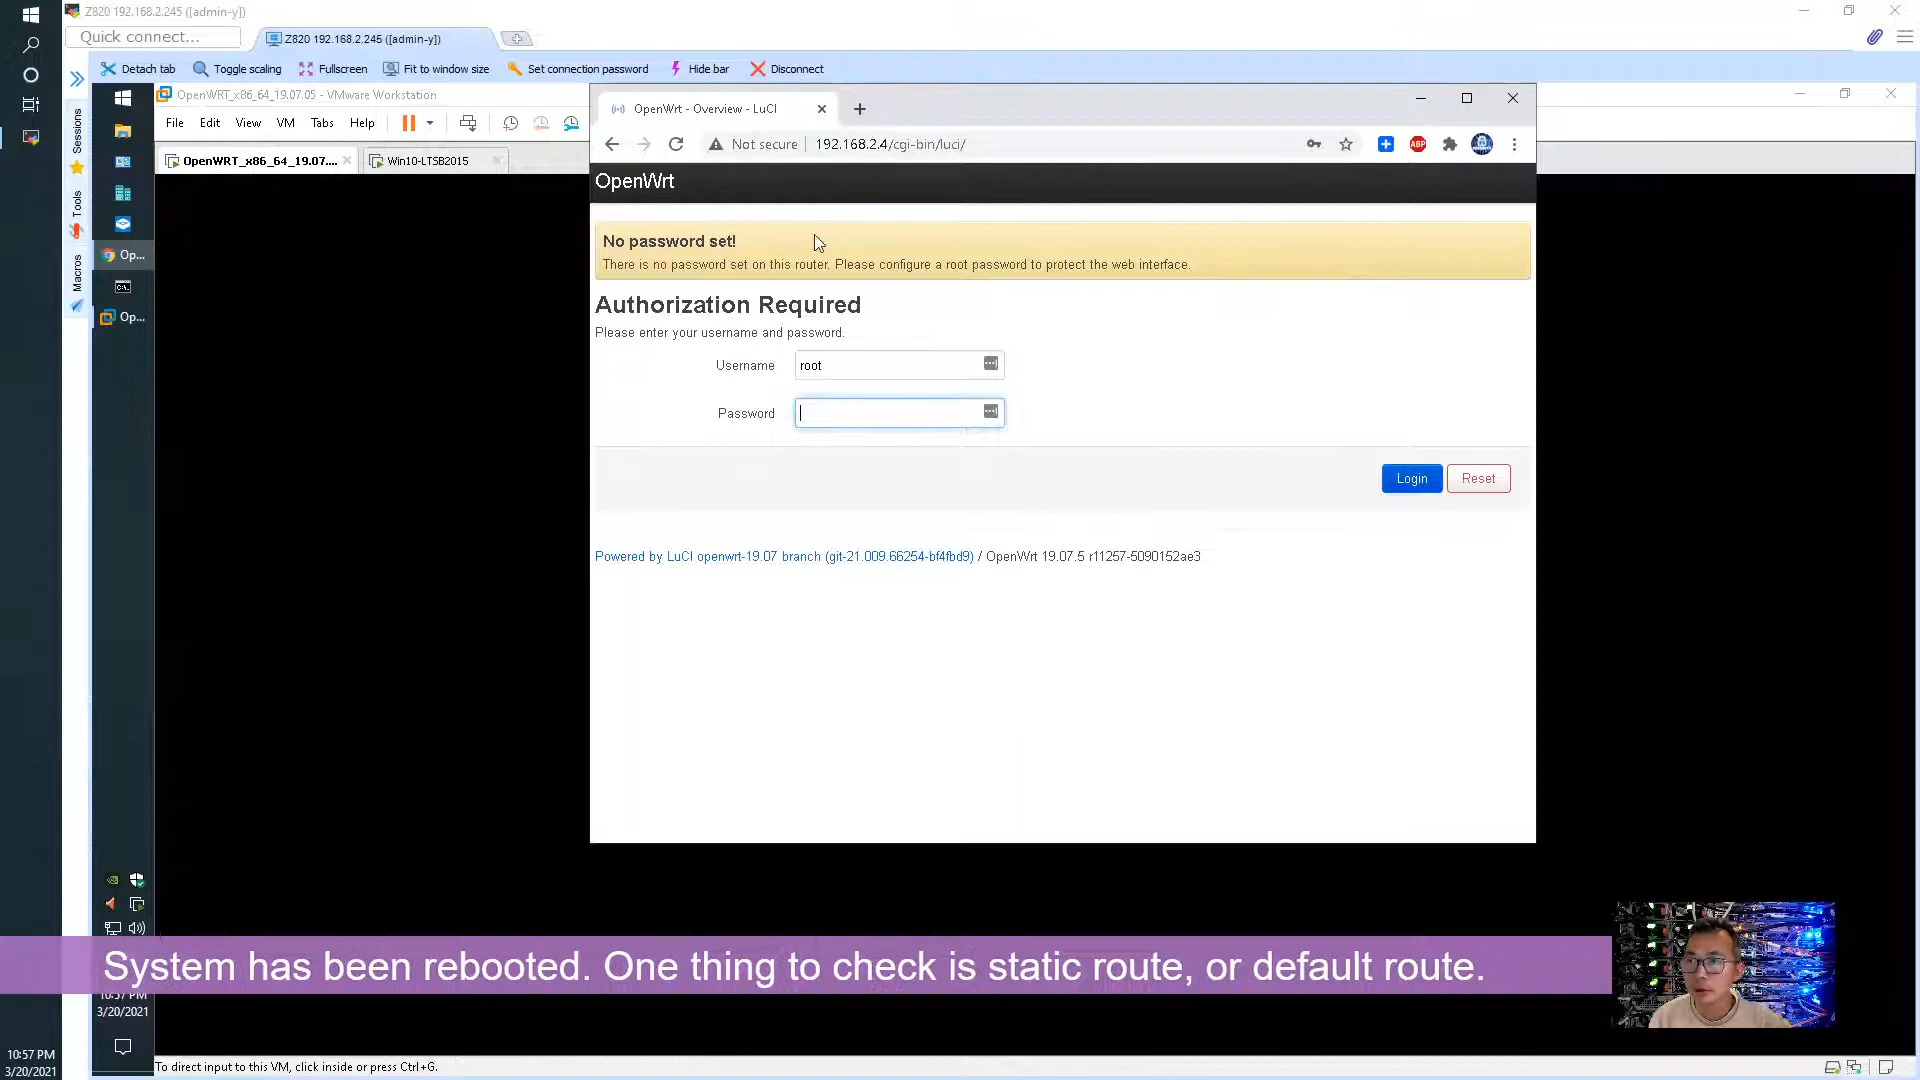 Z820 192.168.2.245 ([admin-y])
Quick connect...
Z820 192.168.2.245 ([admin-y])
Detach tab
Toggle scaling
Fullscreen
Fit to window size
Set connection password
Hide bar
Disconnect
Sessions
Tools
Macros
OpenWRT_x86_64_19.07.05 - VMware Workstation
File Edit View VM Tabs Help
OpenWRT_x86_64_19.07....
Win10-LTSB2015
Op...
C:\.
Op...
OpenWrt - Overview - LuCI
Not secure
192.168.2.4/cgi-bin/luci/
ABP
OpenWrt
No password set!
There is no password set on this router. Please configure a root password to protect the web interface.
Authorization Required
Please enter your username and password.
Username
root
Password
Login
Reset
Powered by LuCI openwrt-19.07 branch (git-21.009.66254-bf4fbd9) / OpenWrt 19.07.5 r11257-5090152ae3
System has been rebooted. One thing to check is static route, or default route.
10:57 PM
3/20/2021
To direct input to this VM, click inside or press Ctrl+G.
10:57 PM
3/20/2021